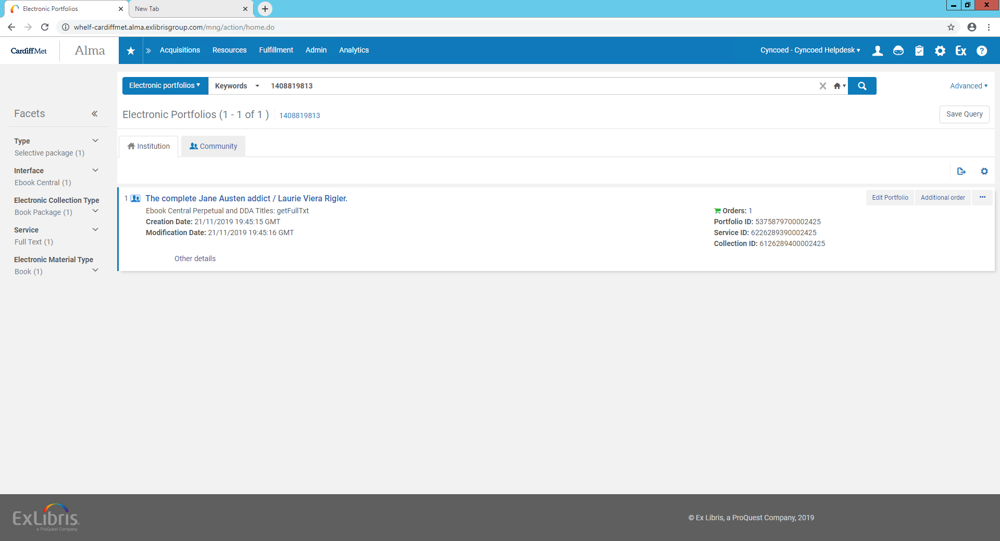 Electronic Portfolios
New Tab
whelf-cardiffmet.alma.exlibrisgroup.com/mng/action/home.do
CardiffMet
Alma
Acquisitions Resources Fulfillment Admin Analytics
Cyncoed - Cyncoed Helpdesk
Ex
?
Electronic portfolios
Keywords
1408819813
Advanced
Facets
Electronic Portfolios (1 - 1 of 1 )
1408819813
Save Query
Type
Selective package (1)
Interface
Ebook Central (1)
Electronic Collection Type
Book Package (1)
Service
Full Text (1)
Electronic Material Type
Book (1)
Institution
Community
1 The complete Jane Austen addict / Laurie Viera Rigler.
Edit Portfolio
Additional order
Ebook Central Perpetual and DDA Titles: getFullTxt
Creation Date: 21/11/2019 19:45:15 GMT
Modification Date: 21/11/2019 19:45:16 GMT
Orders: 1
Portfolio ID: 5375879700002425
Service ID: 6226289390002425
Collection ID: 6126289400002425
Other details
ExLibris
a ProQuest Company
© Ex Libris, a ProQuest Company, 2019